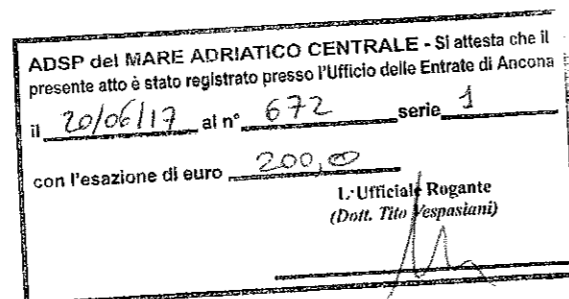 ADSP del MARE ADRIATICO CENTRALE - Si attesta che il
presente atto è stato registrato presso l'Ufficio delle Entrate di Ancona
il 20/06/17 al n° 672 serie 1
con l'esazione di euro 200,00
L'Ufficiale Rogante
(Dott. Tito Vespasiani)